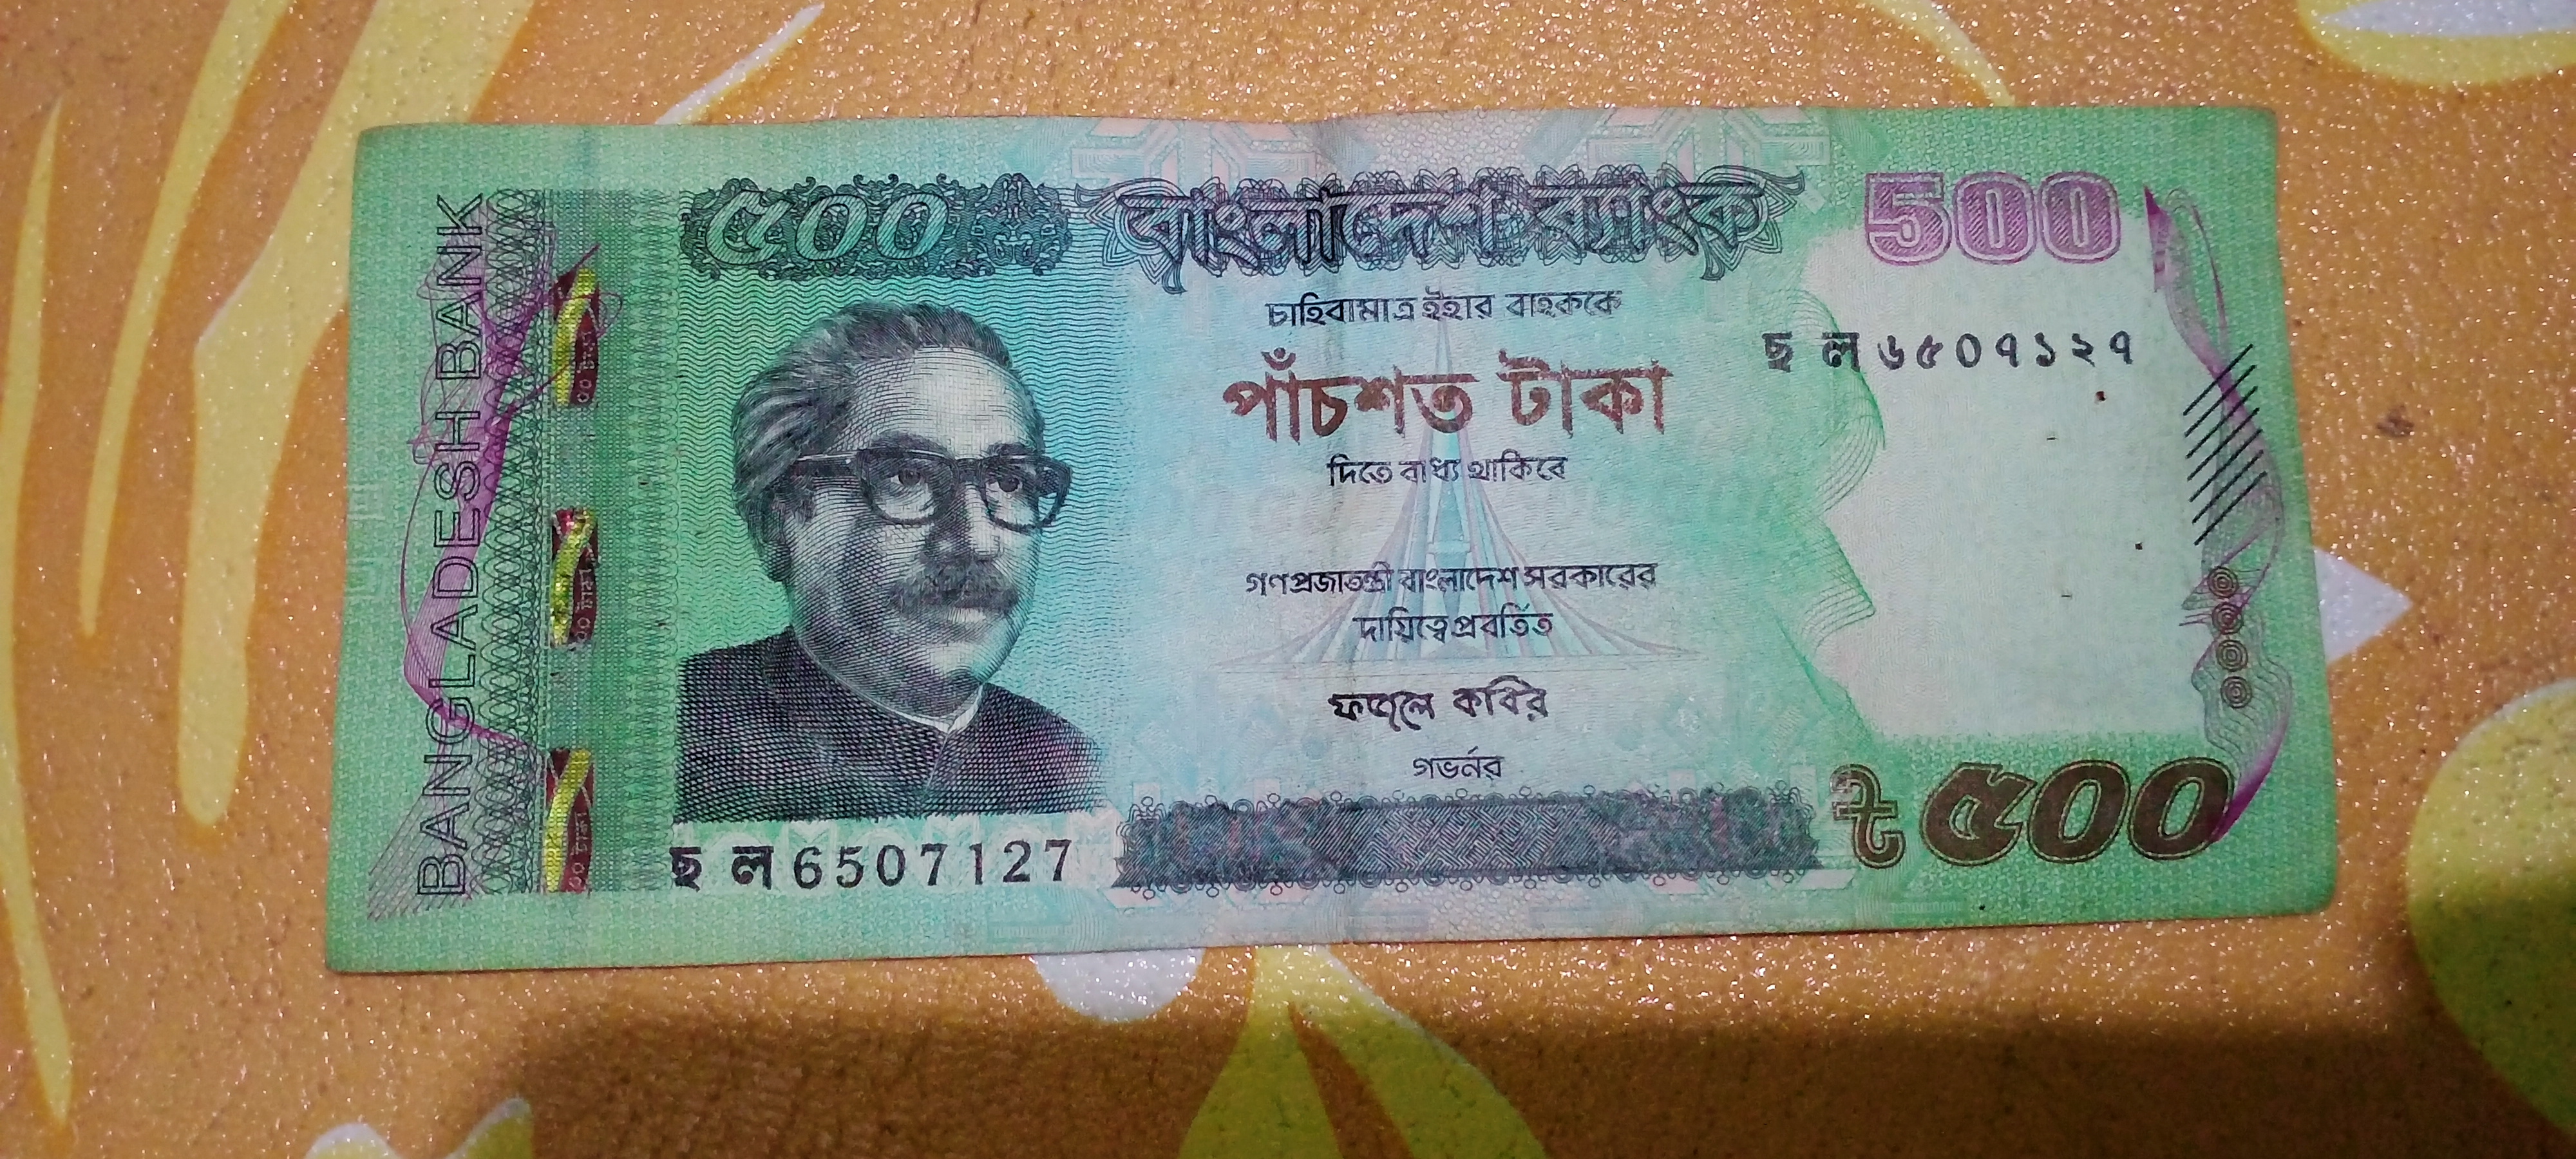 BANGLADESH BANK
৫০০
বাংলাদেশ ব্যাংক
500
চাহিবামাত্র ইহার বাহককে
ছ ল ৬৫০৭১২৭
পাঁচশত টাকা
দিতে বাধ্য থাকিবে
গণপ্রজাতন্ত্রী বাংলাদেশ সরকারের
দায়িত্বে প্রবর্তিত
ফজলে কবির
গভর্নর
ছ ল 6507127
৳ ৫০০